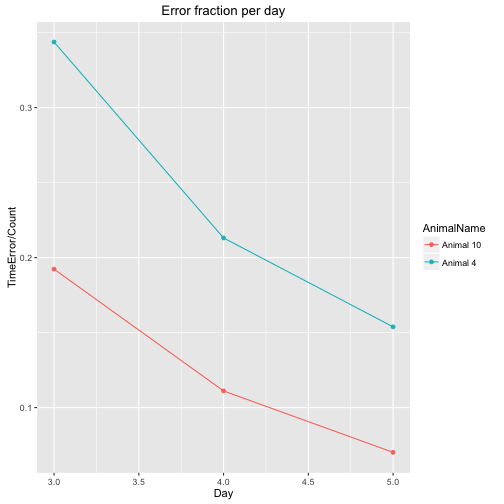 Error fraction per day
TimeError/Count
0.3
0.2
0.1
3.0 3.5 4.0 4.5 5.0
Day
AnimalName
Animal 10
Animal 4